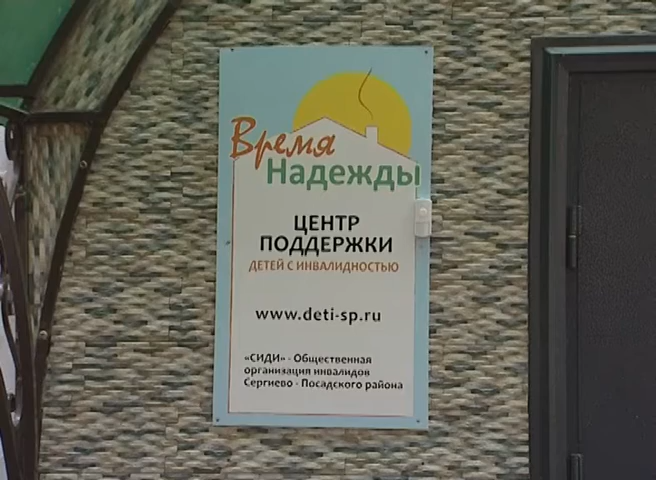 Время
Надежды
ЦЕНТР
ПОДДЕРЖКИ
ДЕТЕЙ С ИНВАЛИДНОСТЬЮ
www.deti-sp.ru
«СИДИ» - Общественная
организация инвалидов
Сергиево - Посадского района